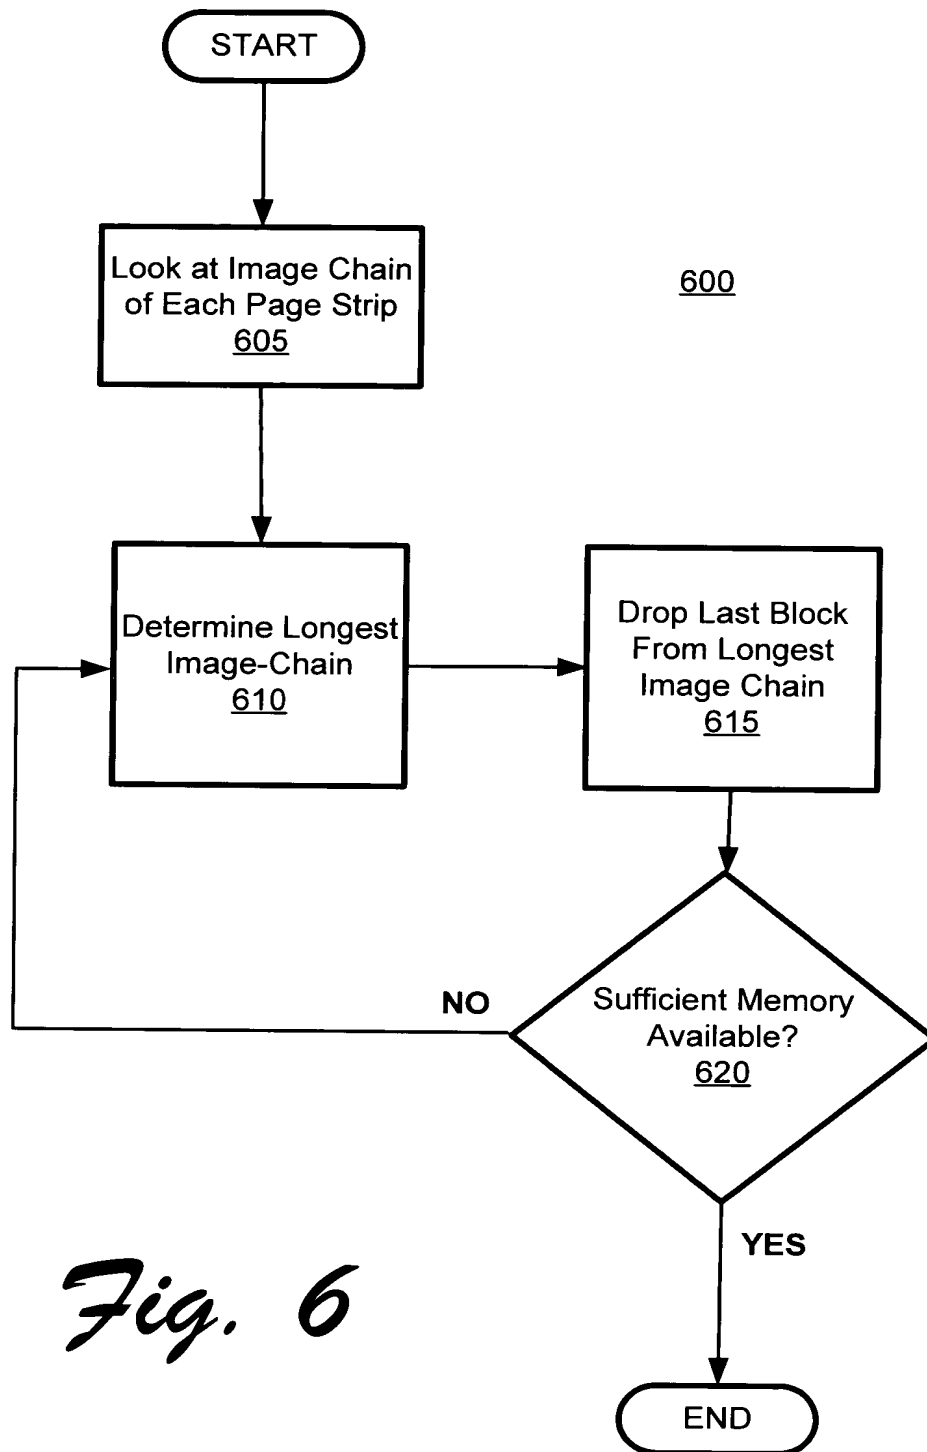 START
Look at Image Chain
of Each Page Strip
605
600
Determine Longest
Image-Chain
610
Drop Last Block
From Longest
Image Chain
615
Sufficient Memory
Available?
620
NO
YES
END
Fig. 6